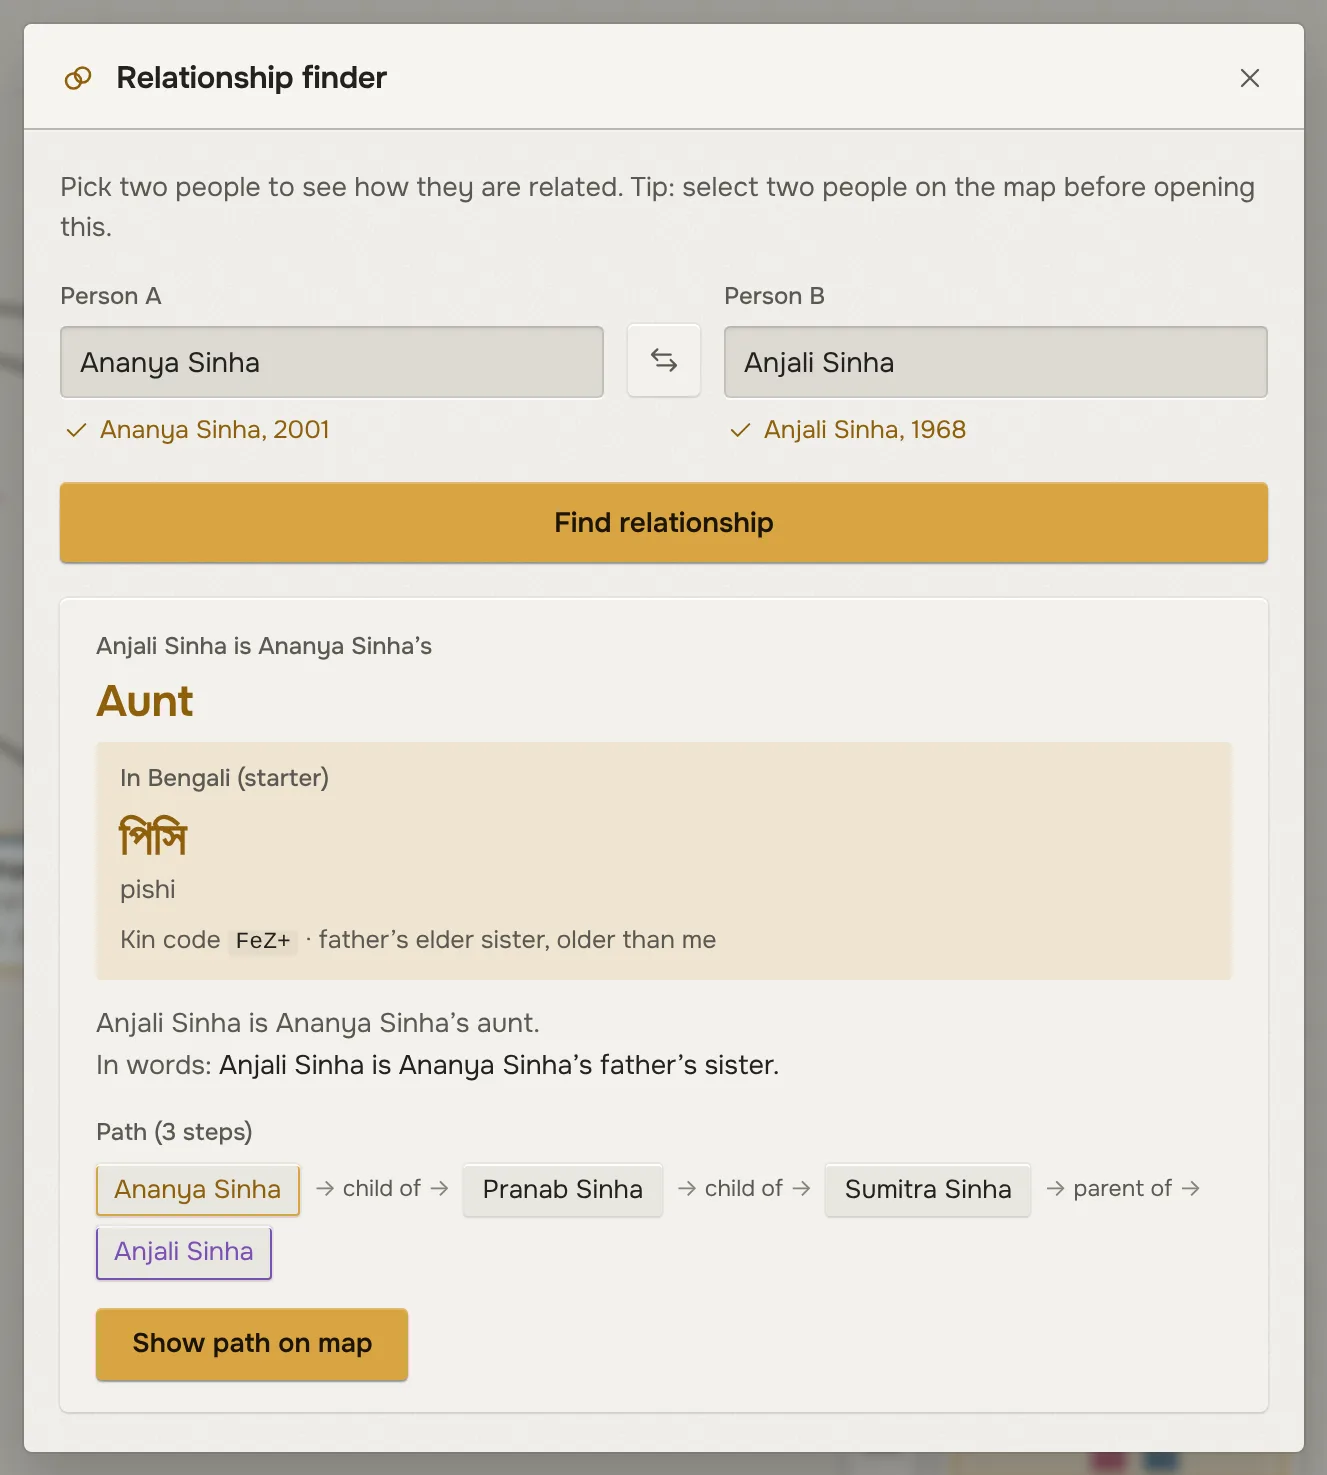 Relationship finder
Pick two people to see how they are related. Tip: select two people on the map before opening
this.
Person A
Person B
Ananya Sinha
Anjali Sinha
Ananya Sinha, 2001
Anjali Sinha, 1968
Find relationship
Anjali Sinha is Ananya Sinha’s
Aunt
In Bengali (starter)
পিসি
pishi
Kin code FeZ+ · father’s elder sister, older than me
Anjali Sinha is Ananya Sinha’s aunt.
In words: Anjali Sinha is Ananya Sinha’s father’s sister.
Path (3 steps)
Ananya Sinha → child of → Pranab Sinha → child of → Sumitra Sinha → parent of →
Anjali Sinha
Show path on map